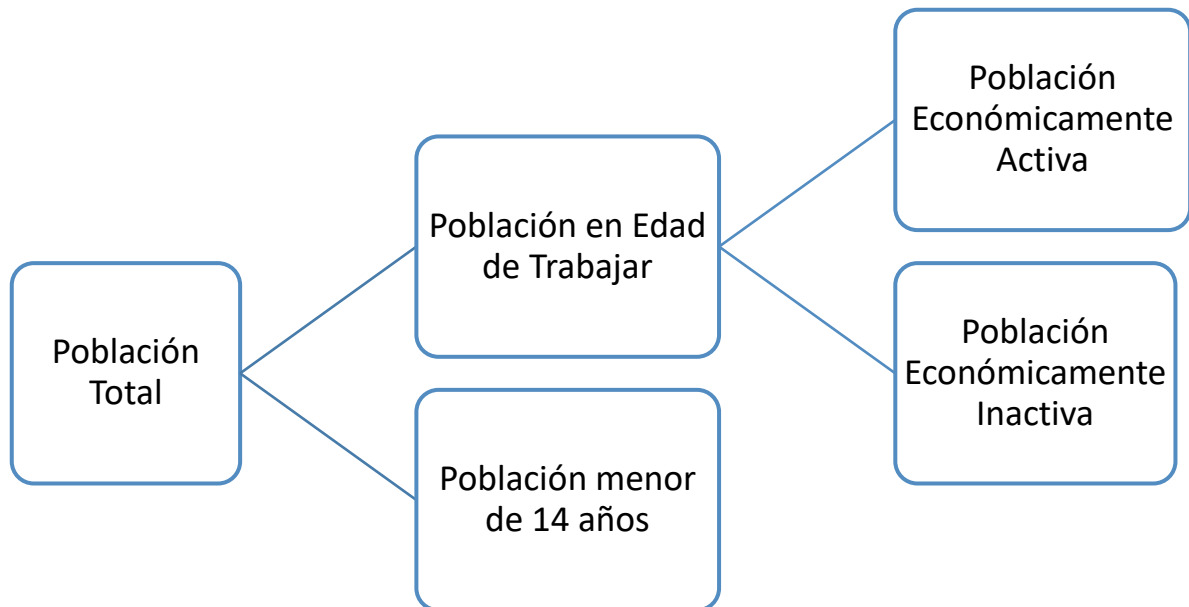 Población
Total
Población en Edad
de Trabajar
Población menor
de 14 años
Población
Económicamente
Activa
Población
Económicamente
Inactiva